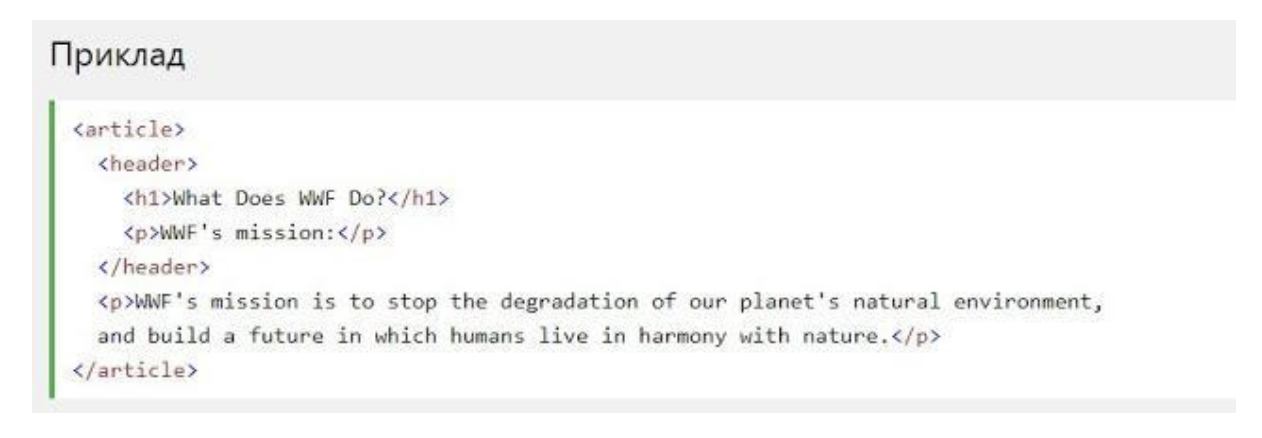 Приклад
<article>
<header>
<h1>What Does WWF Do?</h1>
<p>WWF's mission:</p>
</header>
<p>WWF's mission is to stop the degradation of our planet's natural environment,
and build a future in which humans live in harmony with nature.</p>
</article>